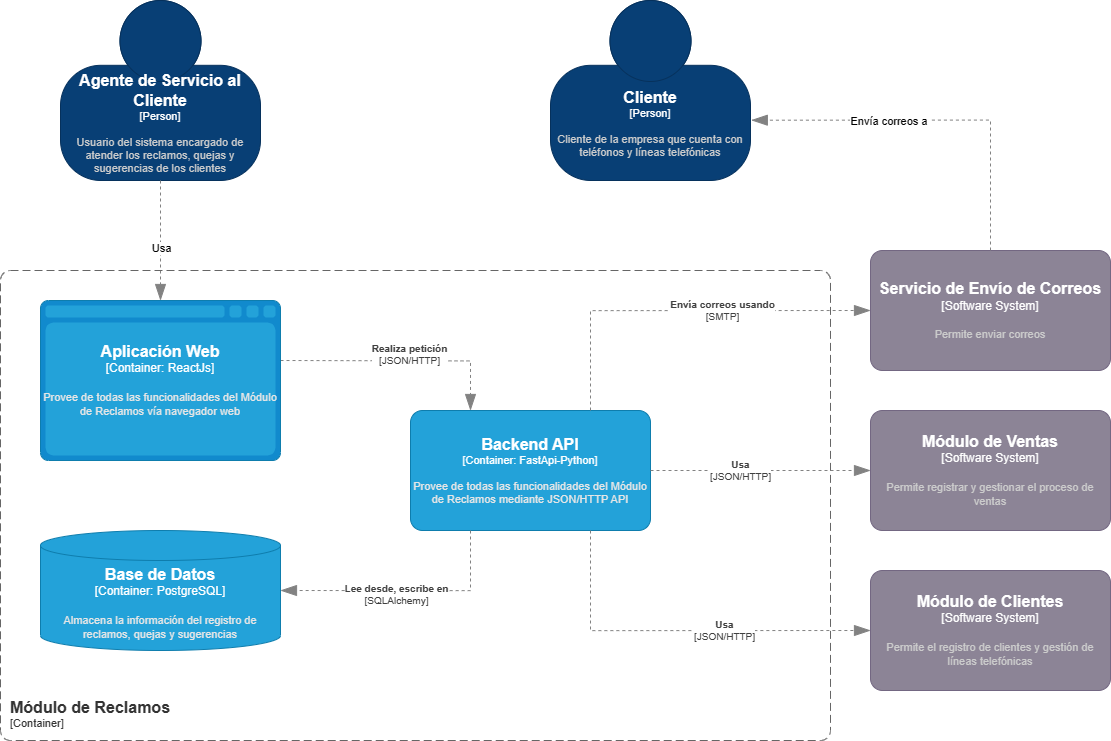 Agente de Servicio al
Cliente
[Person]
Usuario del sistema encargado de
atender los reclamos, quejas y
sugerencias de los clientes
Cliente
[Person]
Cliente de la empresa que cuenta con
teléfonos y líneas telefónicas
Envía correos a
Usa
Servicio de Envío de Correos
[Software System]
Permite enviar correos
Envía correos usando
[SMTP]
Aplicación Web
[Container: ReactJs]
Provee de todas las funcionalidades del Módulo
de Reclamos vía navegador web
Realiza petición
[JSON/HTTP]
Backend API
[Container: FastApi-Python]
Provee de todas las funcionalidades del Módulo
de Reclamos mediante JSON/HTTP API
Usa
[JSON/HTTP]
Módulo de Ventas
[Software System]
Permite registrar y gestionar el proceso de
ventas
Base de Datos
[Container: PostgreSQL]
Almacena la información del registro de
reclamos, quejas y sugerencias
Lee desde, escribe en
[SQLAlchemy]
Usa
[JSON/HTTP]
Módulo de Clientes
[Software System]
Permite el registro de clientes y gestión de
líneas telefónicas
Módulo de Reclamos
[Container]